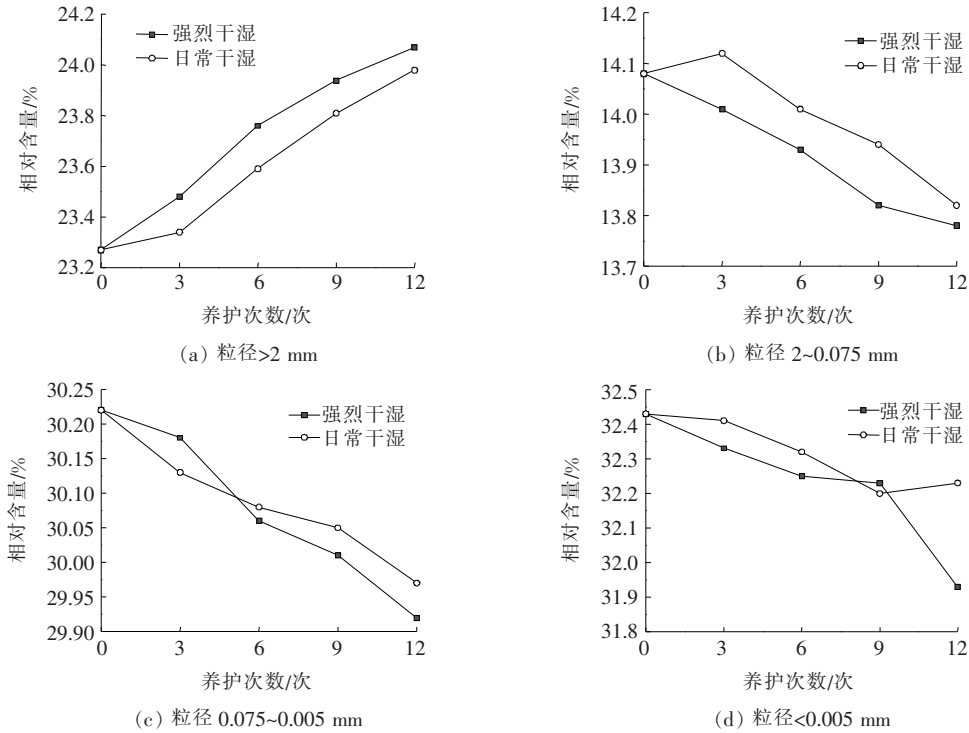 24.2
24.0
23.8
23.6
23.4
23.2
相对含量/%
强烈干湿
日常干湿
0 3 6 9 12
养护次数/次
(a) 粒径>2 mm
14.2
14.1
14.0
13.9
13.8
13.7
相对含量/%
强烈干湿
日常干湿
0 3 6 9 12
养护次数/次
(b) 粒径 2~0.075 mm
30.25
30.20
30.15
30.10
30.05
30.00
29.95
29.90
相对含量/%
强烈干湿
日常干湿
0 3 6 9 12
养护次数/次
(c) 粒径 0.075~0.005 mm
32.5
32.4
32.3
32.2
32.1
32.0
31.9
31.8
相对含量/%
强烈干湿
日常干湿
0 3 6 9 12
养护次数/次
(d) 粒径<0.005 mm